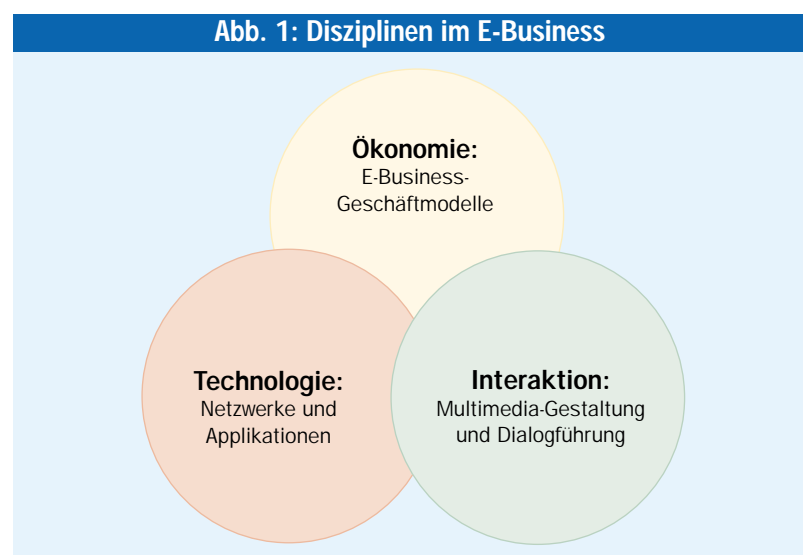 Abb. 1: Disziplinen im E-Business
Ökonomie:
E-Business-
Geschäftmodelle
Technologie:
Netzwerke und
Applikationen
Interaktion:
Multimedia-Gestaltung
und Dialogführung